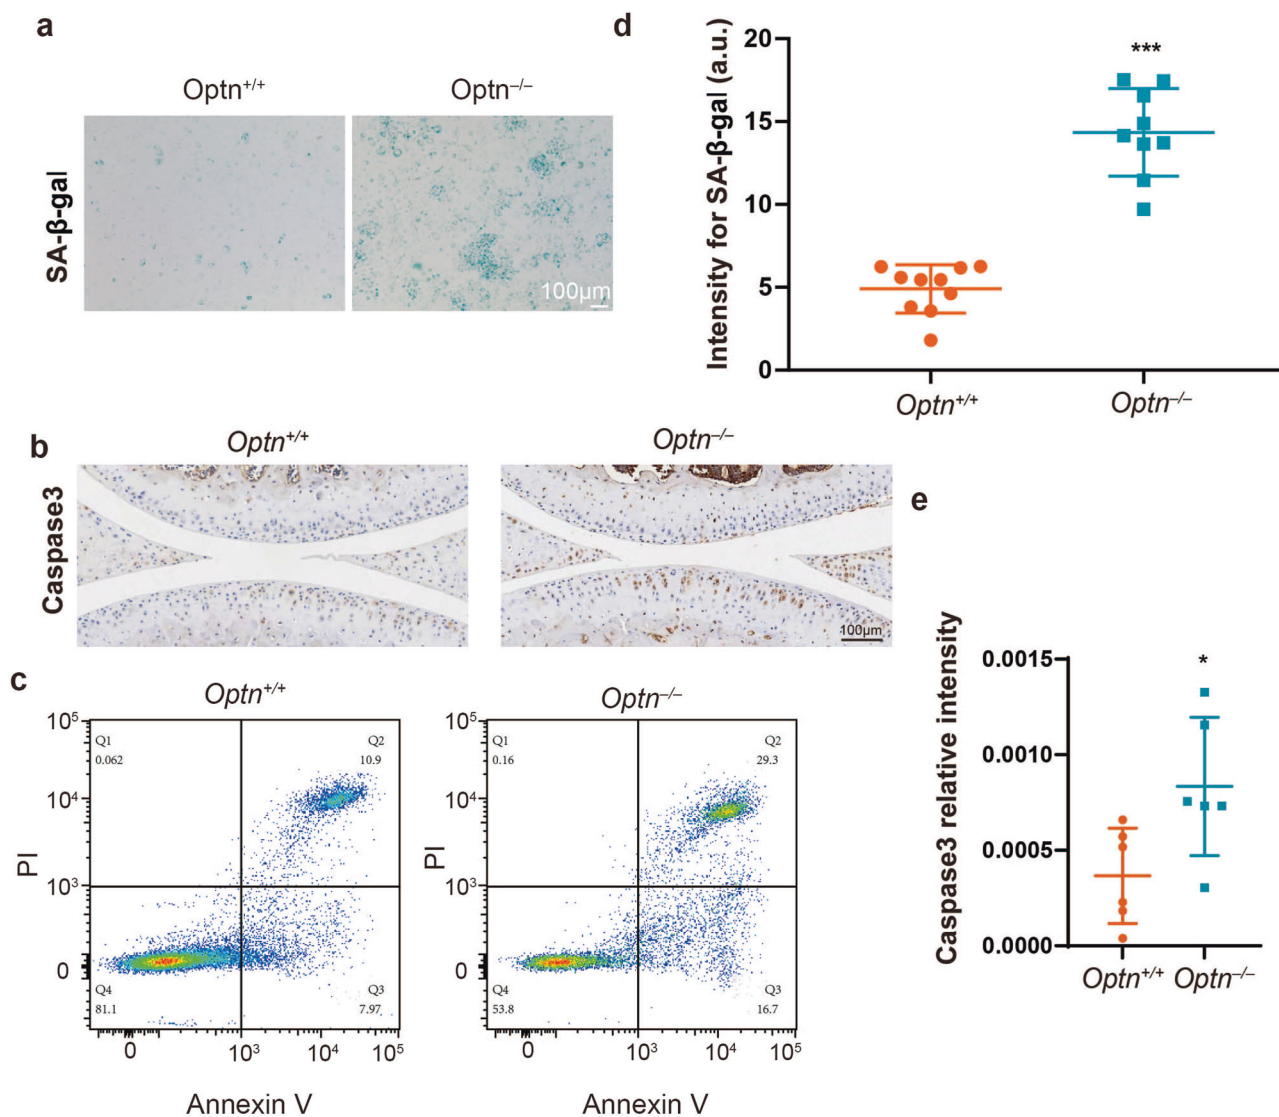 a
Optn+/+
Optn–/–
SA-β-gal
100µm
d
Intensity for SA-β-gal (a.u.)
20
15
10
5
0
***
Optn+/+
Optn–/–
b
Optn+/+
Optn–/–
Caspase3
100µm
c
Optn+/+
Optn–/–
PI
10⁵
10⁴
10³
0
Q1
0.062
Q2
10.9
Q4
81.1
Q3
7.97
0
10³
10⁴
10⁵
Annexin V
PI
10⁵
10⁴
10³
0
Q1
0.16
Q2
29.3
Q4
53.8
Q3
16.7
0
10³
10⁴
10⁵
Annexin V
e
Caspase3 relative intensity
0.0015
0.0010
0.0005
0.0000
*
Optn+/+
Optn–/–